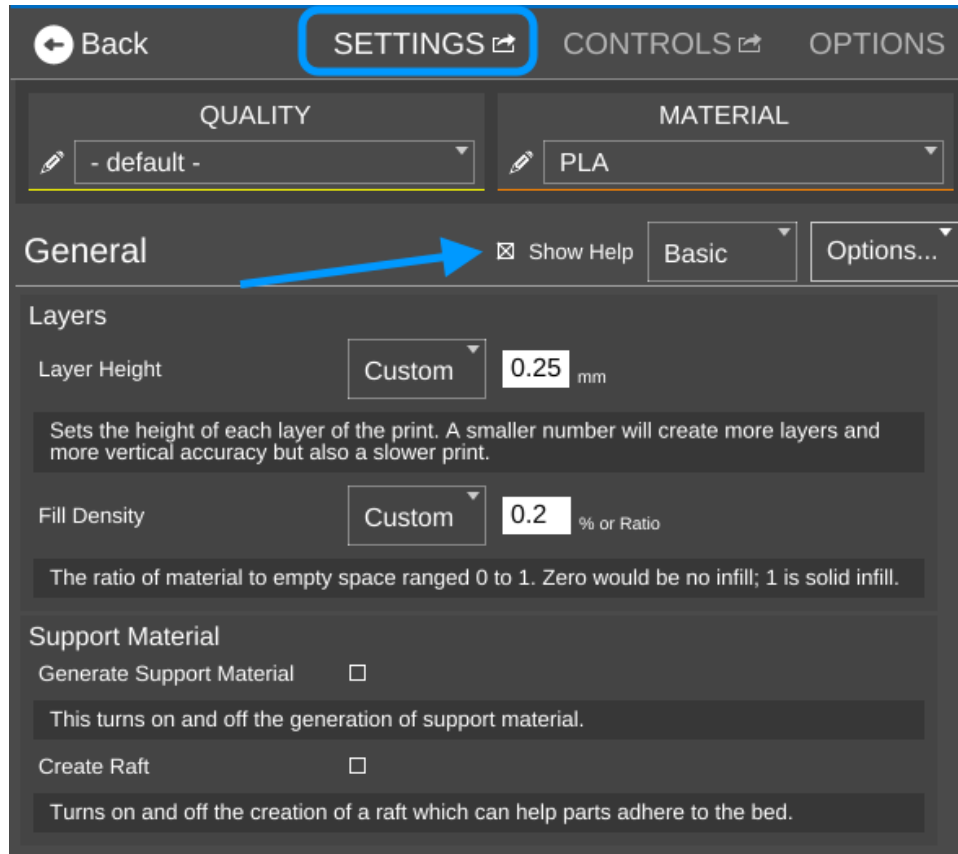 Back SETTINGS CONTROLS OPTIONS
QUALITY MATERIAL
- default - PLA
General Show Help Basic Options...
Layers
Layer Height Custom 0.25 mm
Sets the height of each layer of the print. A smaller number will create more layers and
more vertical accuracy but also a slower print.
Fill Density Custom 0.2 % or Ratio
The ratio of material to empty space ranged 0 to 1. Zero would be no infill; 1 is solid infill.
Support Material
Generate Support Material
This turns on and off the generation of support material.
Create Raft
Turns on and off the creation of a raft which can help parts adhere to the bed.